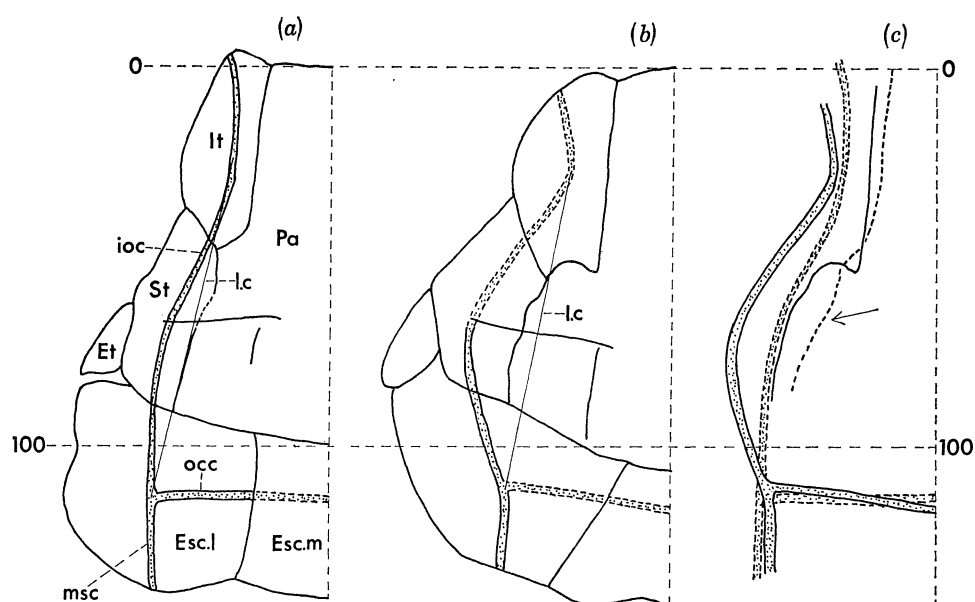 (a)
(b)
(c)
0
0
It
Pa
ioc
l.c
St
l.c
Et
100
100
occ
Esc.l
Esc.m
msc